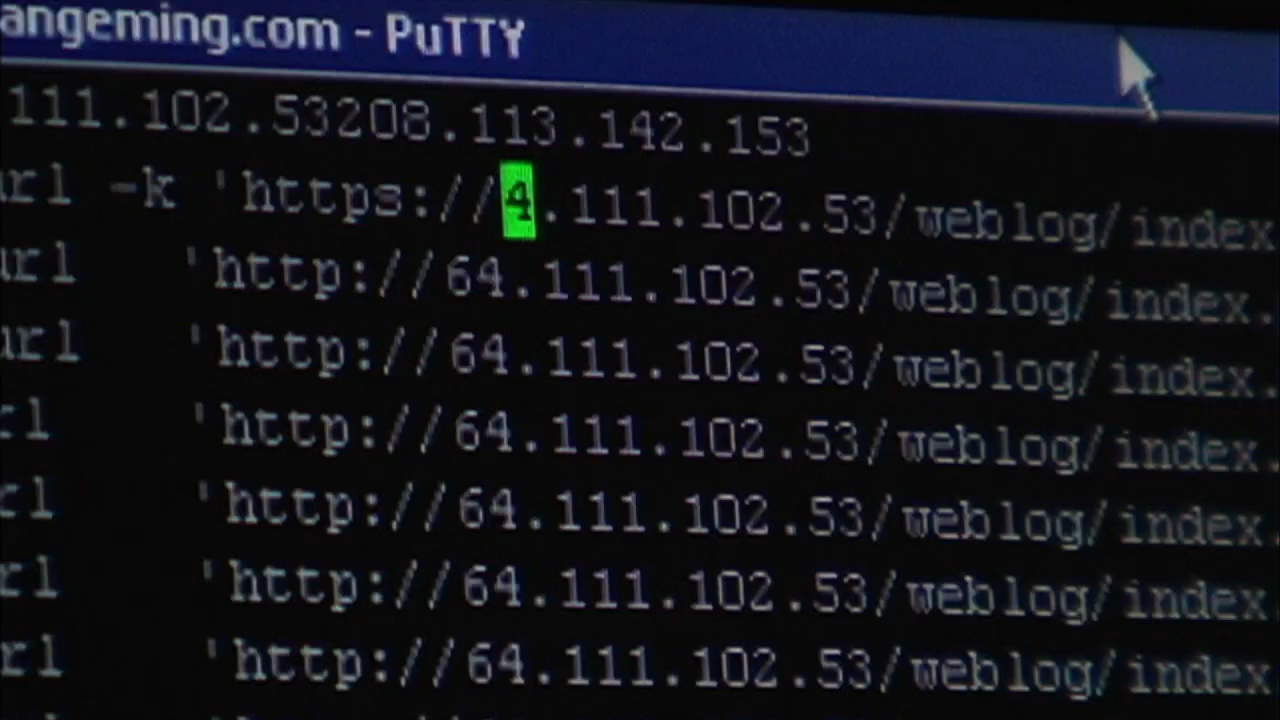 angeming.com - PuTTY
111.102.53208.113.142.153
url -k 'https://4.111.102.53/weblog/index
url 'http://64.111.102.53/weblog/index.
url 'http://64.111.102.53/weblog/index.
rl 'http://64.111.102.53/weblog/index.
rl 'http://64.111.102.53/weblog/index.
rl 'http://64.111.102.53/weblog/index
rl 'http://64.111.102.53/weblog/index